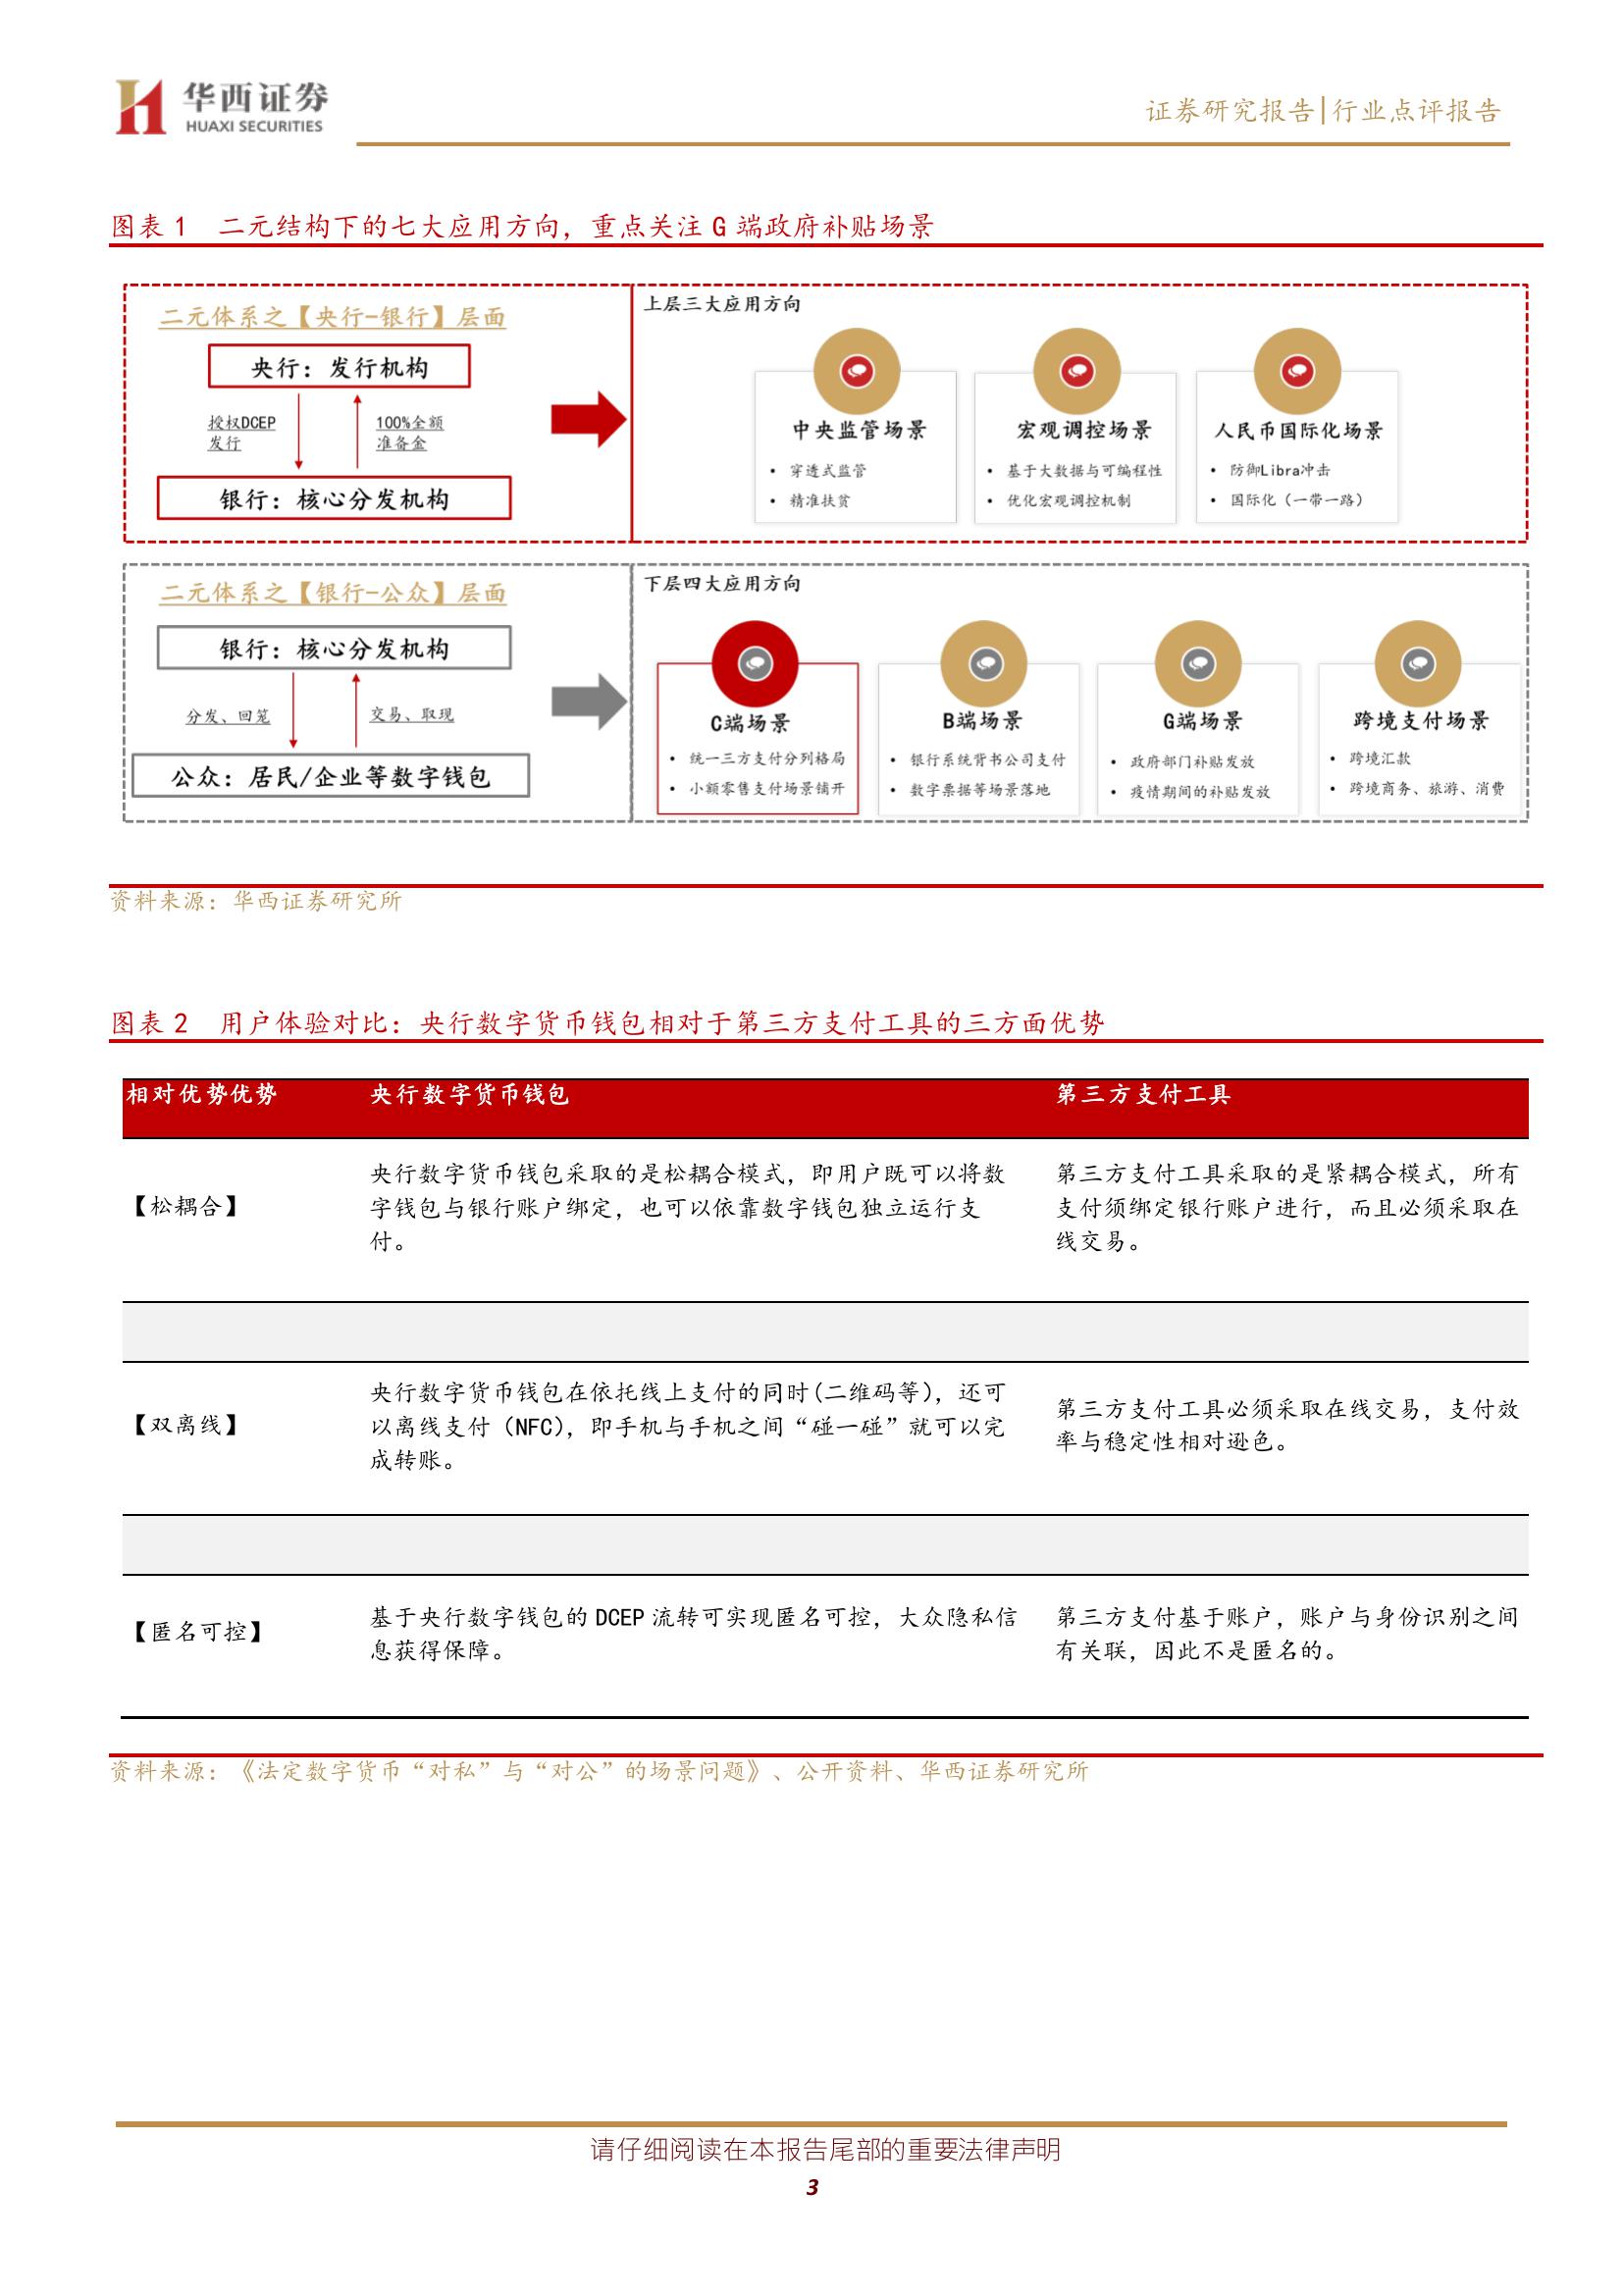 华西证券
HUAXI SECURITIES
证券研究报告|行业点评报告
图表 1 二元结构下的七大应用方向，重点关注 G 端政府补贴场景
二元体系之【央行-银行】层面
央行：发行机构
授权DCEP
发行
100%全额
准备金
银行：核心分发机构
上层三大应用方向
中央监管场景
• 穿透式监管
• 精准扶贫
宏观调控场景
• 基于大数据与可编程性
• 优化宏观调控机制
人民币国际化场景
• 防御Libra冲击
• 国际化（一带一路）
二元体系之【银行-公众】层面
银行：核心分发机构
分发、回笼
交易、取现
公众：居民/企业等数字钱包
下层四大应用方向
C端场景
• 统一三方支付分列格局
• 小额零售支付场景铺开
B端场景
• 银行系统背书公司支付
• 数字票据等场景落地
G端场景
• 政府部门补贴发放
• 疫情期间的补贴发放
跨境支付场景
• 跨境汇款
• 跨境商务、旅游、消费
资料来源：华西证券研究所
图表 2 用户体验对比：央行数字货币钱包相对于第三方支付工具的三方面优势
相对优势优势 央行数字货币钱包 第三方支付工具
【松耦合】
央行数字货币钱包采取的是松耦合模式，即用户既可以将数
字钱包与银行账户绑定，也可以依靠数字钱包独立运行支
付。
第三方支付工具采取的是紧耦合模式，所有
支付须绑定银行账户进行，而且必须采取在
线交易。
【双离线】
央行数字货币钱包在依托线上支付的同时(二维码等)，还可
以离线支付（NFC），即手机与手机之间“碰一碰”就可以完
成转账。
第三方支付工具必须采取在线交易，支付效
率与稳定性相对逊色。
【匿名可控】
基于央行数字钱包的 DCEP 流转可实现匿名可控，大众隐私信
息获得保障。
第三方支付基于账户，账户与身份识别之间
有关联，因此不是匿名的。
资料来源：《法定数字货币“对私”与“对公”的场景问题》、公开资料、华西证券研究所
请仔细阅读在本报告尾部的重要法律声明
3